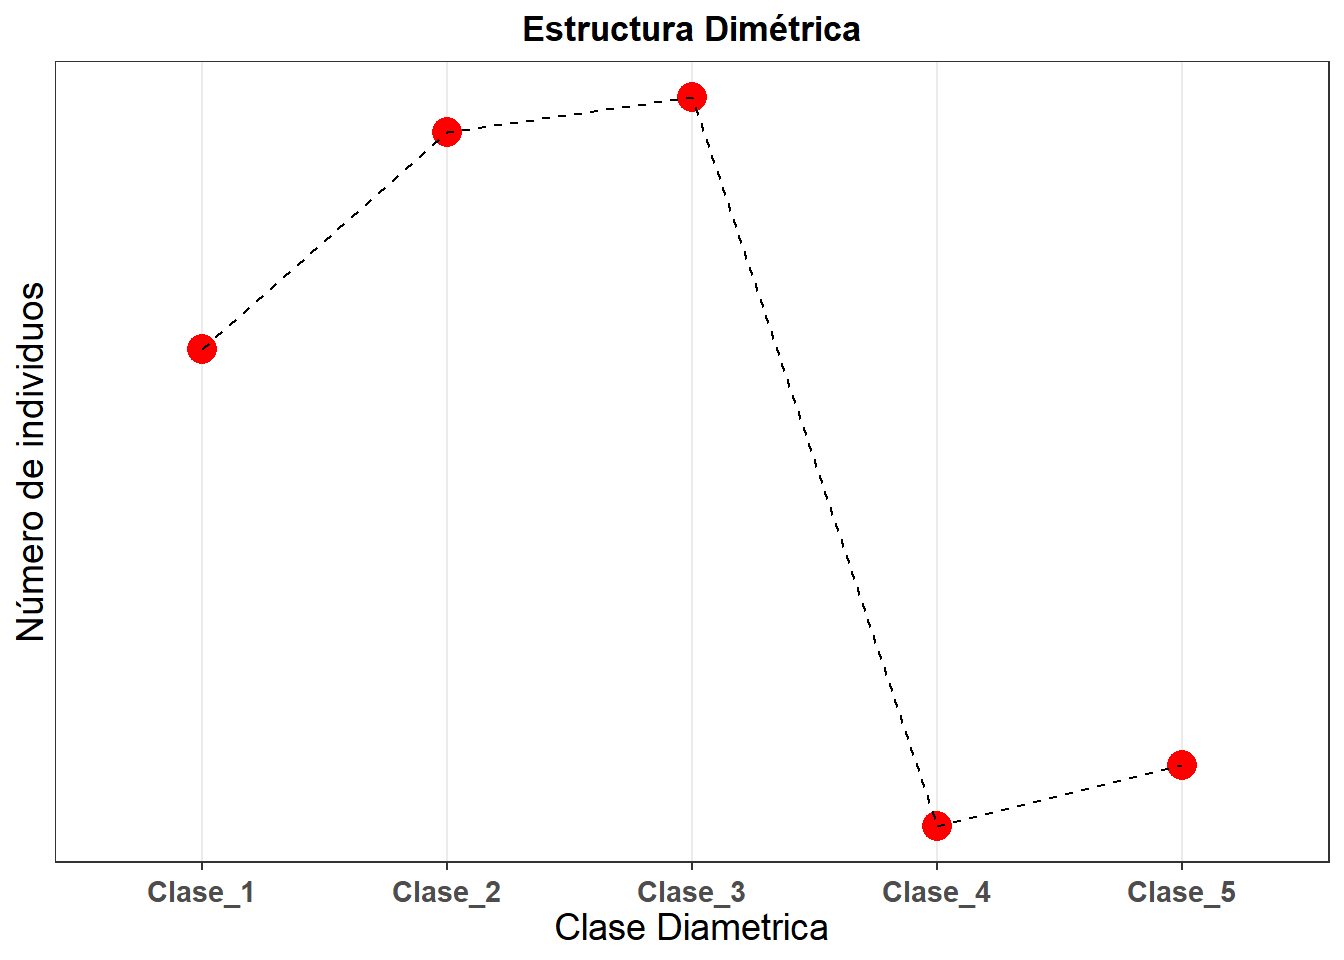 Estructura Dimétrica
Número de individuos
Clase_1 Clase_2 Clase_3 Clase_4 Clase_5
Clase Diametrica